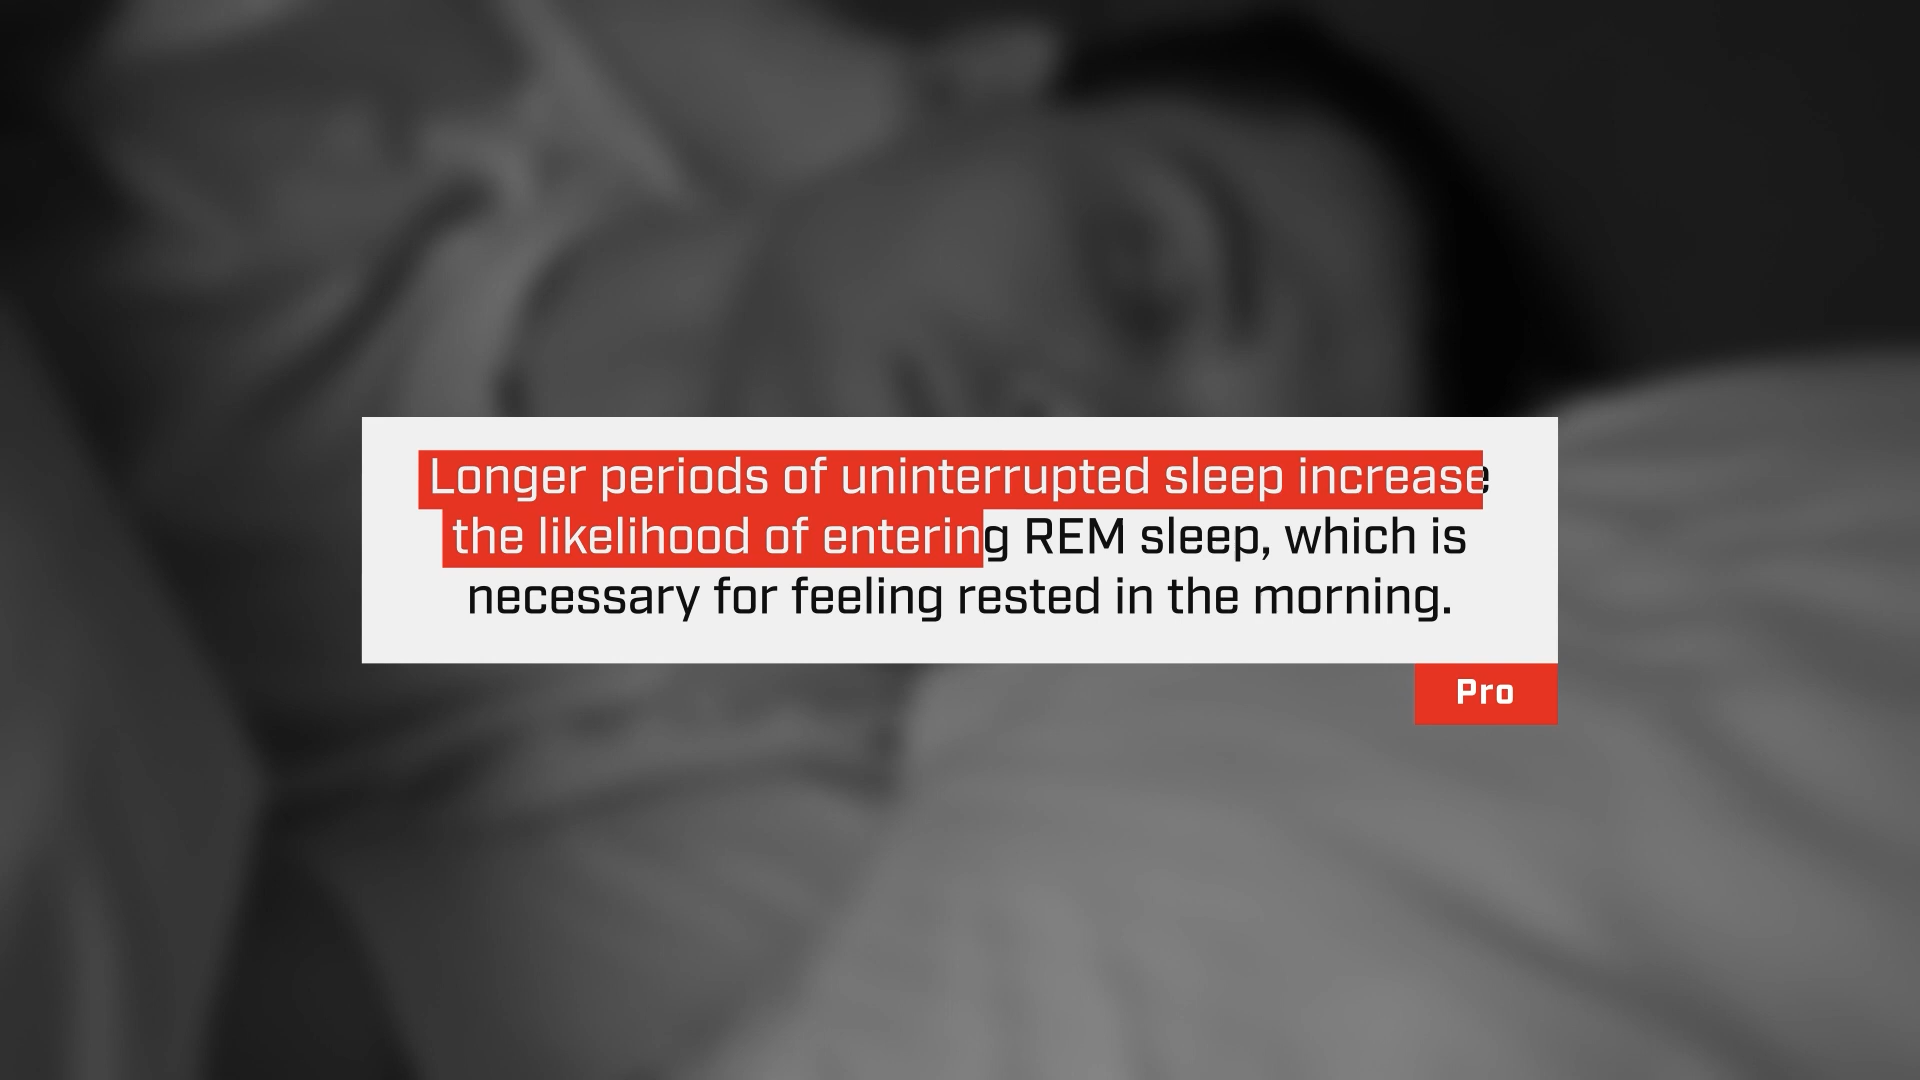 Longer periods of uninterrupted sleep increase
the likelihood of entering REM sleep, which is
necessary for feeling rested in the morning.
Pro